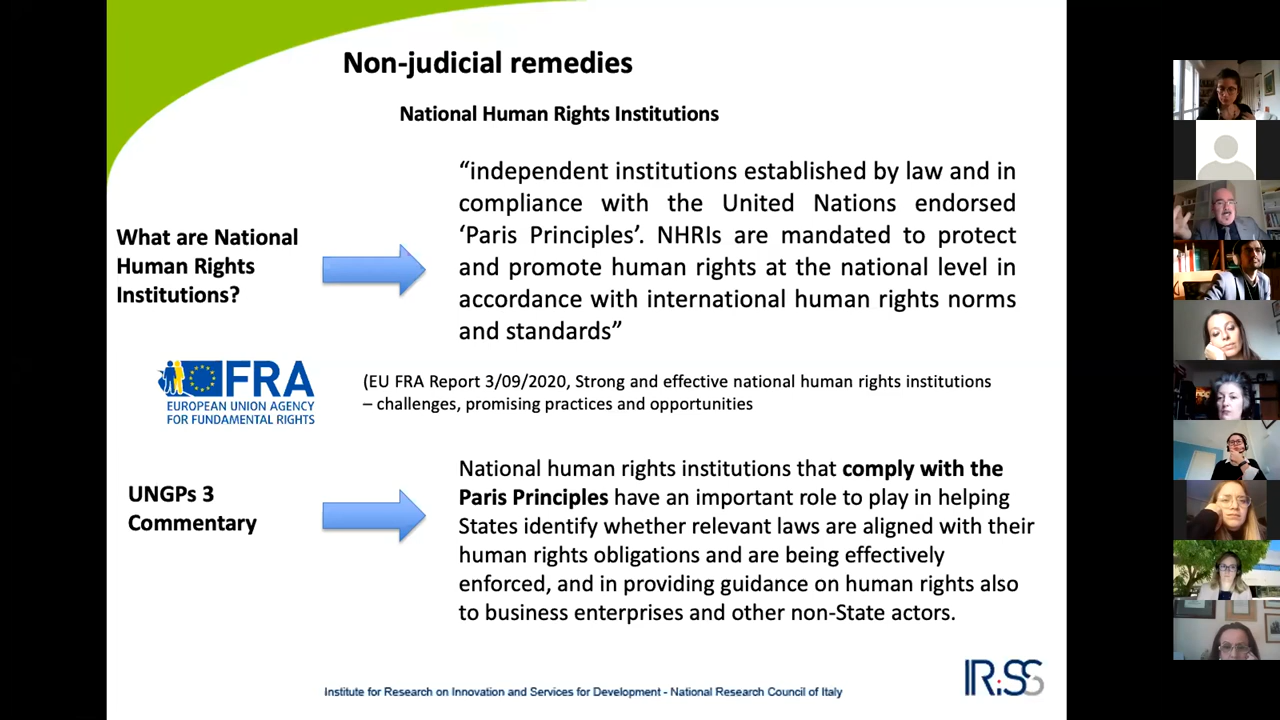 Non-judicial remedies
National Human Rights Institutions
What are National
Human Rights
Institutions?
“independent institutions established by law and in
compliance with the United Nations endorsed
‘Paris Principles’. NHRIs are mandated to protect
and promote human rights at the national level in
accordance with international human rights norms
and standards”
FRA
EUROPEAN UNION AGENCY
FOR FUNDAMENTAL RIGHTS
(EU FRA Report 3/09/2020, Strong and effective national human rights institutions
– challenges, promising practices and opportunities
UNGPs 3
Commentary
National human rights institutions that comply with the
Paris Principles have an important role to play in helping
States identify whether relevant laws are aligned with their
human rights obligations and are being effectively
enforced, and in providing guidance on human rights also
to business enterprises and other non-State actors.
Institute for Research on Innovation and Services for Development - National Research Council of Italy
IRiSS